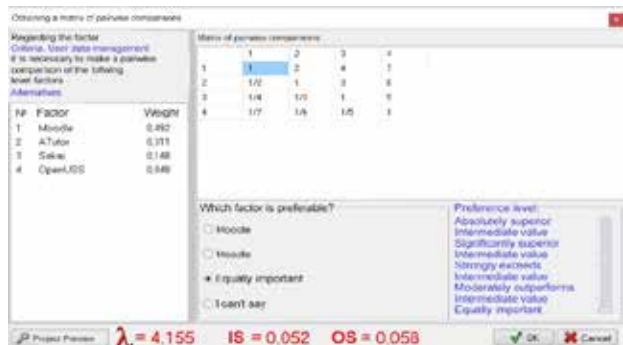 Obtaining a matrix of pairwise comparisons
Regarding the factor
Criteria, User data management
it is necessary to make a pairwise
comparison of the following
level factors
Alternatives
№ Factor Weight
1 Moodle 0,492
2 ATutor 0,311
3 Sakai 0,148
4 OpenUSS 0,049
Matrix of pairwise comparisons
1 2 3 4
1 1 2 4 7
2 1/2 1 3 6
3 1/4 1/3 1 5
4 1/7 1/6 1/5 1
Which factor is preferable?
Moodle
Moodle
Equally important
I can't say
Preference level:
Absolutely superior
Intermediate value
Significantly superior
Intermediate value
Strongly exceeds
Intermediate value
Moderately outperforms
Intermediate value
Equally important
Project Preview
λ = 4,155 IS = 0,052 OS = 0,058
OK
Cancel